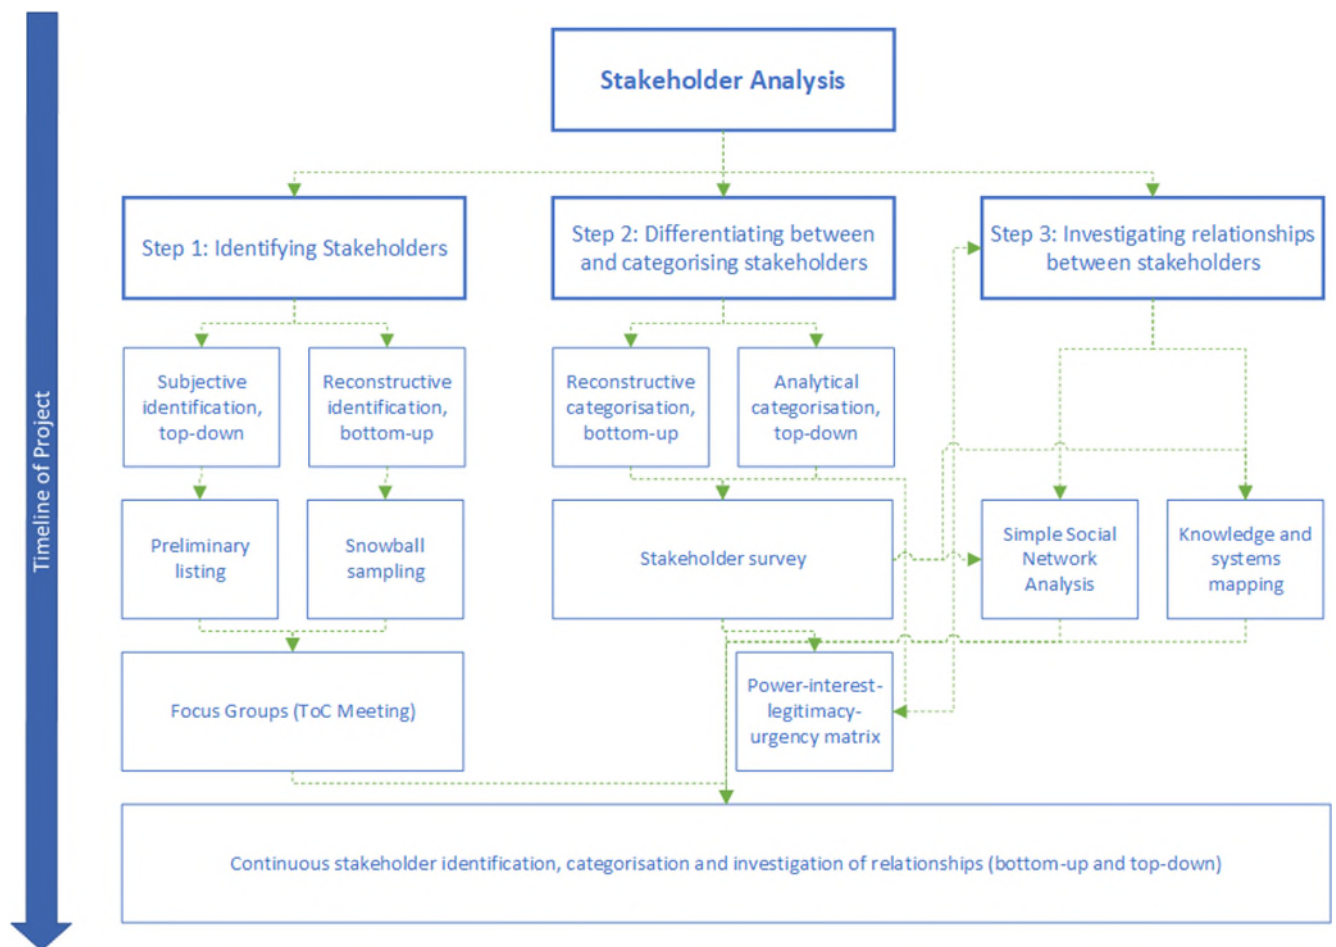 Timeline of Project
Stakeholder Analysis
Step 1: Identifying Stakeholders
Step 2: Differentiating between
and categorising stakeholders
Step 3: Investigating relationships
between stakeholders
Subjective
identification,
top-down
Reconstructive
identification,
bottom-up
Reconstructive
categorisation,
bottom-up
Analytical
categorisation,
top-down
Preliminary
listing
Snowball
sampling
Stakeholder survey
Simple Social
Network
Analysis
Knowledge and
systems
mapping
Focus Groups (ToC Meeting)
Power-interest-
legitimacy-
urgency matrix
Continuous stakeholder identification, categorisation and investigation of relationships (bottom-up and top-down)